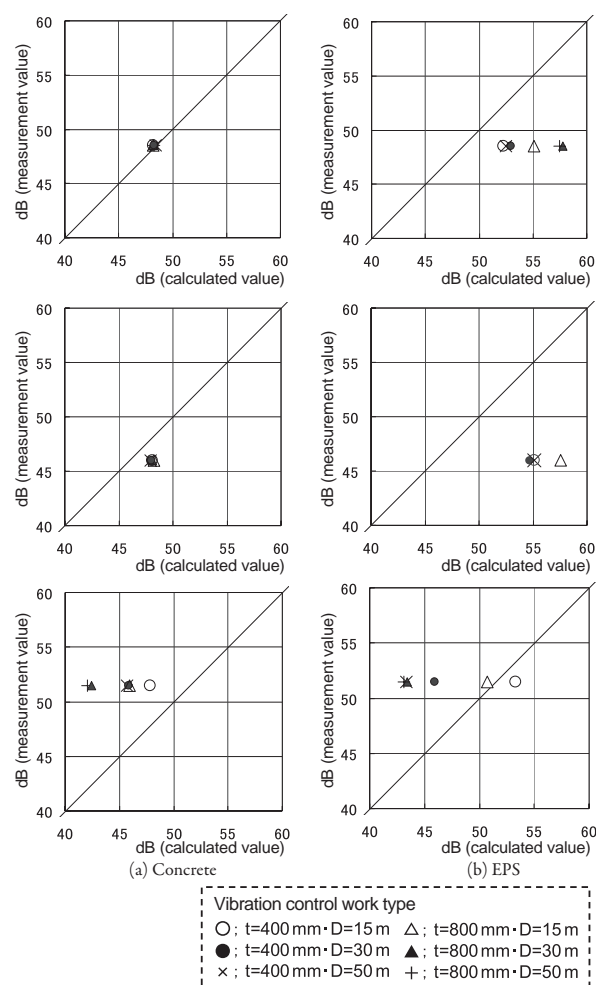 60
55
50
45
40
dB (measurement value)
40 45 50 55 60
dB (calculated value)
60
55
50
45
40
dB (measurement value)
40 45 50 55 60
dB (calculated value)
60
55
50
45
40
dB (measurement value)
40 45 50 55 60
dB (calculated value)
60
55
50
45
40
dB (measurement value)
40 45 50 55 60
dB (calculated value)
60
55
50
45
40
dB (measurement value)
40 45 50 55 60
dB (calculated value)
(a) Concrete
60
55
50
45
40
dB (measurement value)
40 45 50 55 60
dB (calculated value)
(b) EPS
Vibration control work type
○ ; t=400 mm・D=15 m △ ; t=800 mm・D=15 m
● ; t=400 mm・D=30 m ▲ ; t=800 mm・D=30 m
× ; t=400 mm・D=50 m + ; t=800 mm・D=50 m